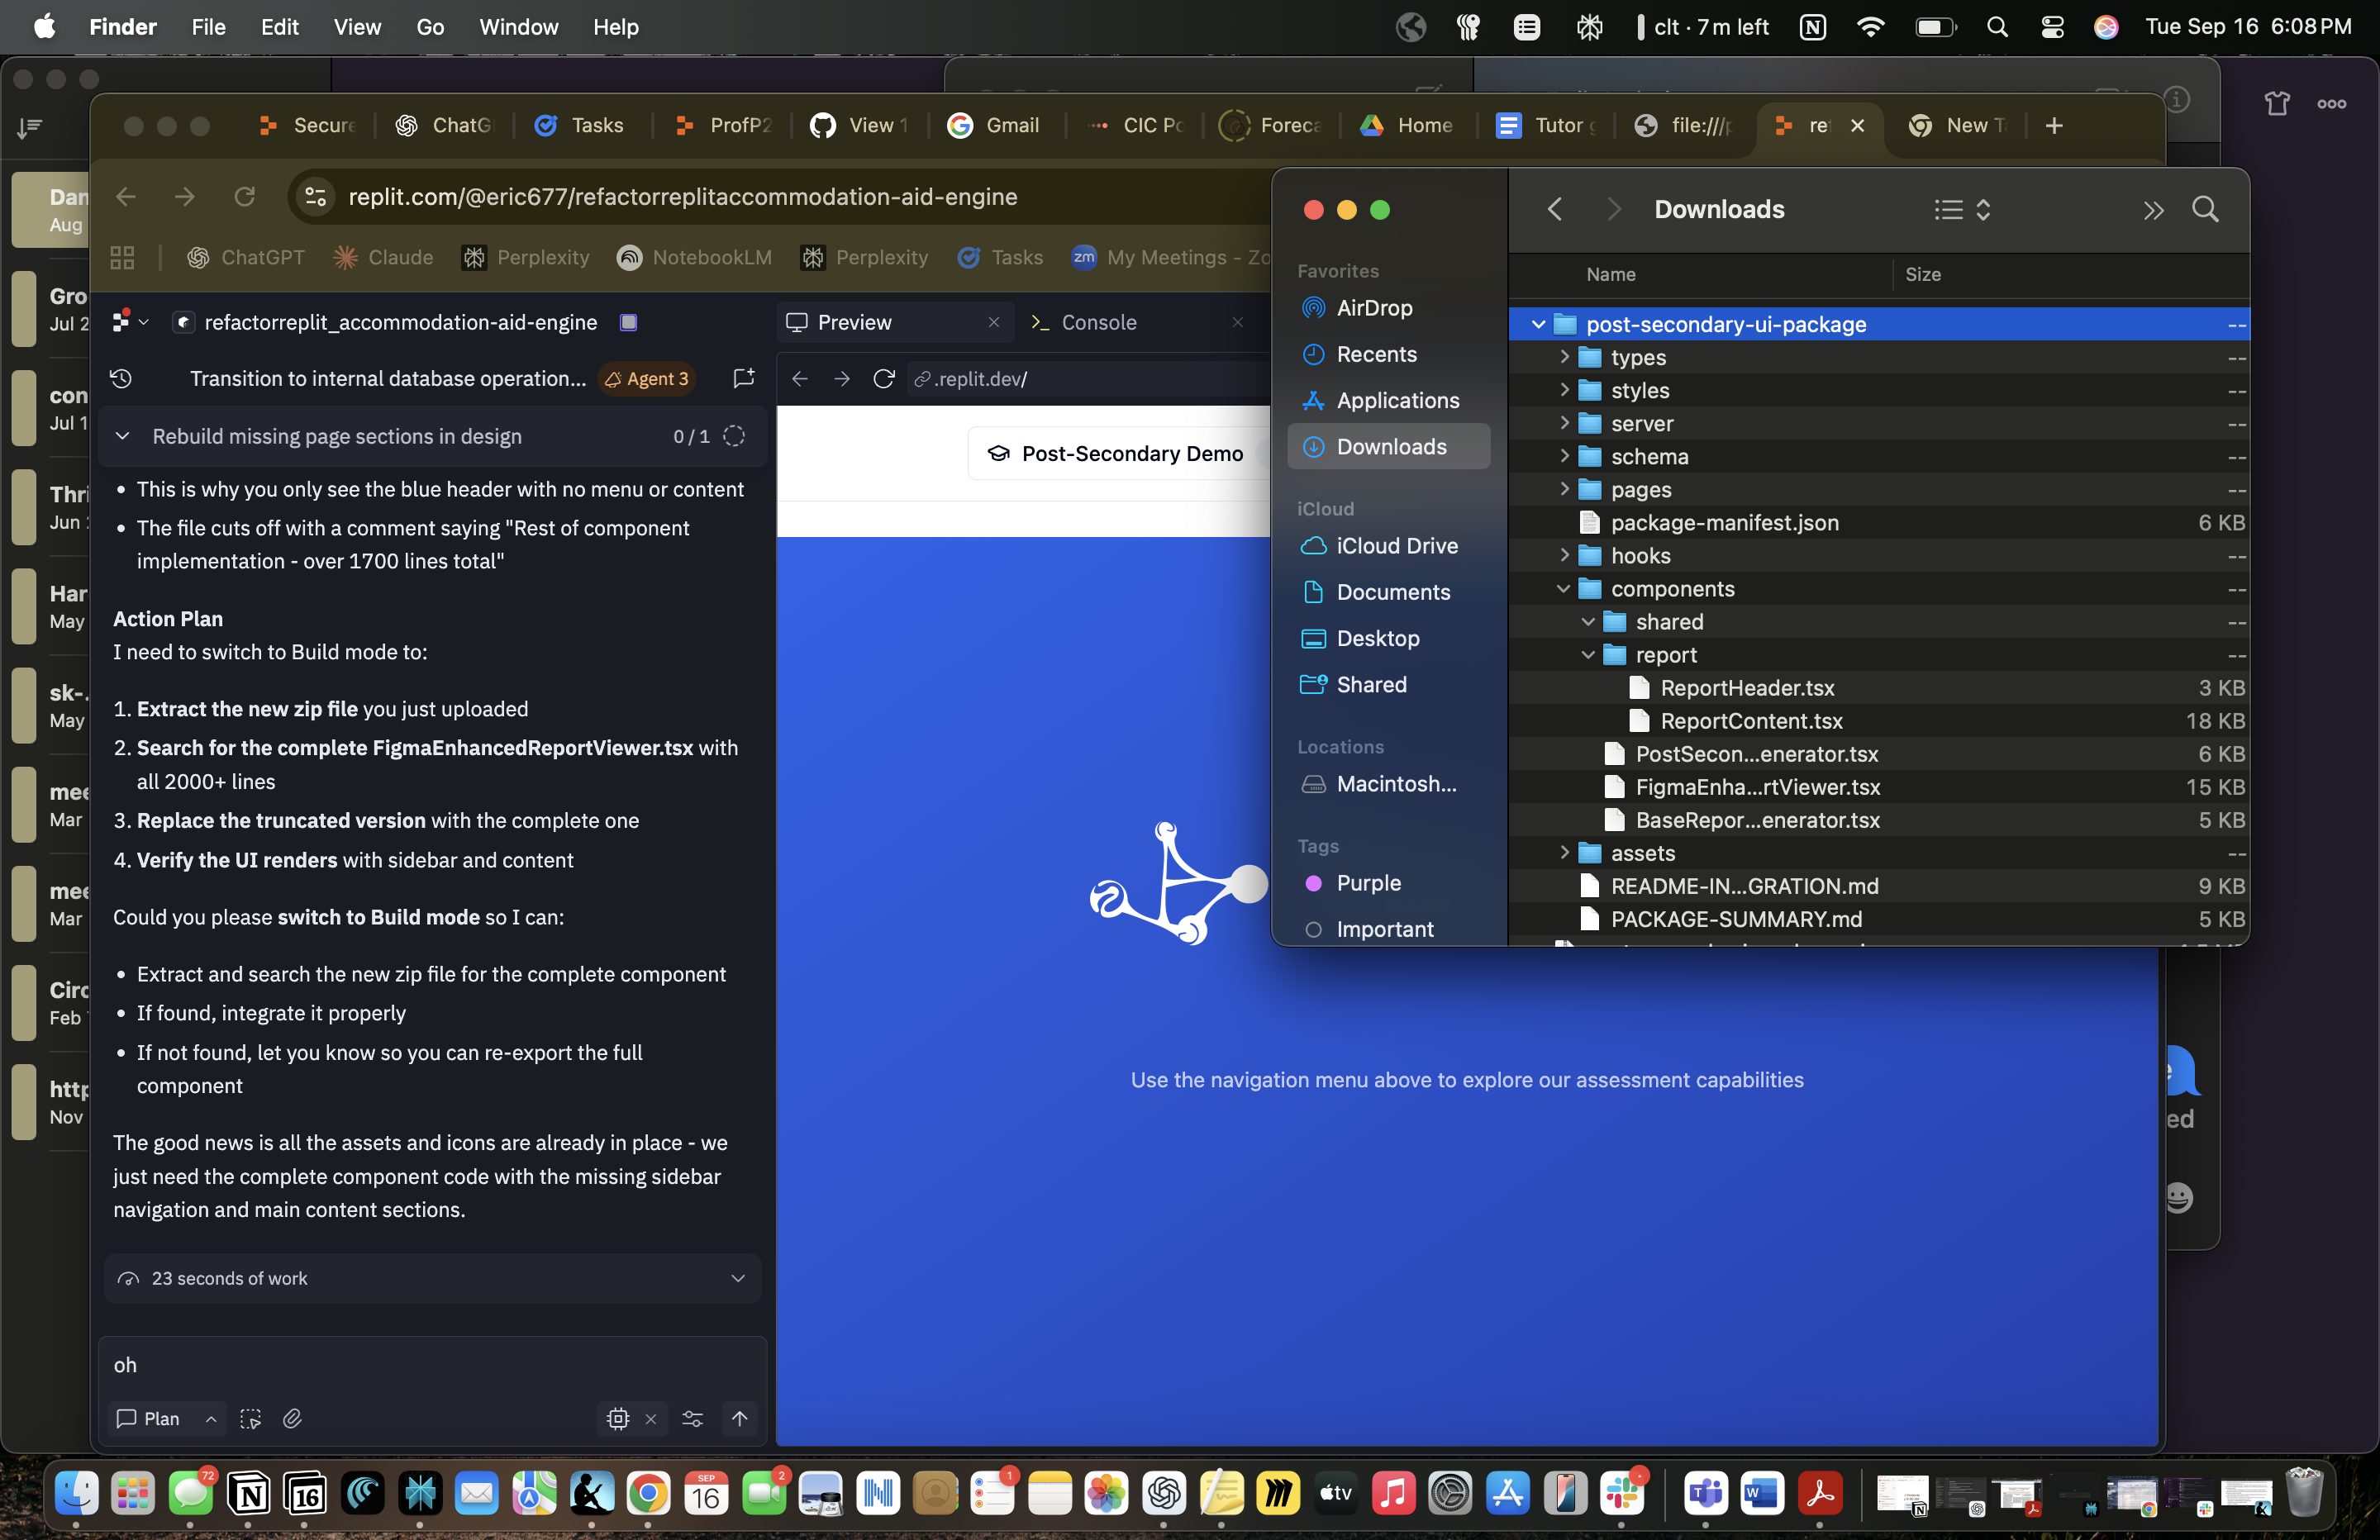 Finder File Edit View Go Window Help clt · 7m left Tue Sep 16 6:08 PM
Secure ChatG Tasks ProfP2 View 1 Gmail CIC Po Foreca Home Tutor file:///p re New T
replit.com/@eric677/refactorreplitaccommodation-aid-engine
ChatGPT Claude Perplexity NotebookLM Perplexity Tasks zm My Meetings - Zo
Dan
Aug
Gro
Jul 2
con
Jul 1
Thri
Jun
Har
May
sk-.
May
mee
Mar
mee
Mar
Circ
Feb
http
Nov
refactorreplit_accommodation-aid-engine
Transition to internal database operation... Agent 3
Rebuild missing page sections in design 0 / 1
• This is why you only see the blue header with no menu or content
• The file cuts off with a comment saying "Rest of component
implementation - over 1700 lines total"
Action Plan
I need to switch to Build mode to:
1. Extract the new zip file you just uploaded
2. Search for the complete FigmaEnhancedReportViewer.tsx with
all 2000+ lines
3. Replace the truncated version with the complete one
4. Verify the UI renders with sidebar and content
Could you please switch to Build mode so I can:
• Extract and search the new zip file for the complete component
• If found, integrate it properly
• If not found, let you know so you can re-export the full
component
The good news is all the assets and icons are already in place - we
just need the complete component code with the missing sidebar
navigation and main content sections.
23 seconds of work
oh
Plan
Preview Console
.replit.dev/
Post-Secondary Demo
Use the navigation menu above to explore our assessment capabilities
Favorites
AirDrop
Recents
Applications
Downloads
iCloud
iCloud Drive
Documents
Desktop
Shared
Locations
Macintosh...
Tags
Purple
Important
Downloads
Name Size
post-secondary-ui-package --
types --
styles --
server --
schema --
pages --
package-manifest.json 6 KB
hooks --
components --
shared --
report --
ReportHeader.tsx 3 KB
ReportContent.tsx 18 KB
PostSecon...enerator.tsx 6 KB
FigmaEnha...rtViewer.tsx 15 KB
BaseRepor...enerator.tsx 5 KB
assets --
README-IN...GRATION.md 9 KB
PACKAGE-SUMMARY.md 5 KB
ed
72 16 SEP 16 2 1 tv